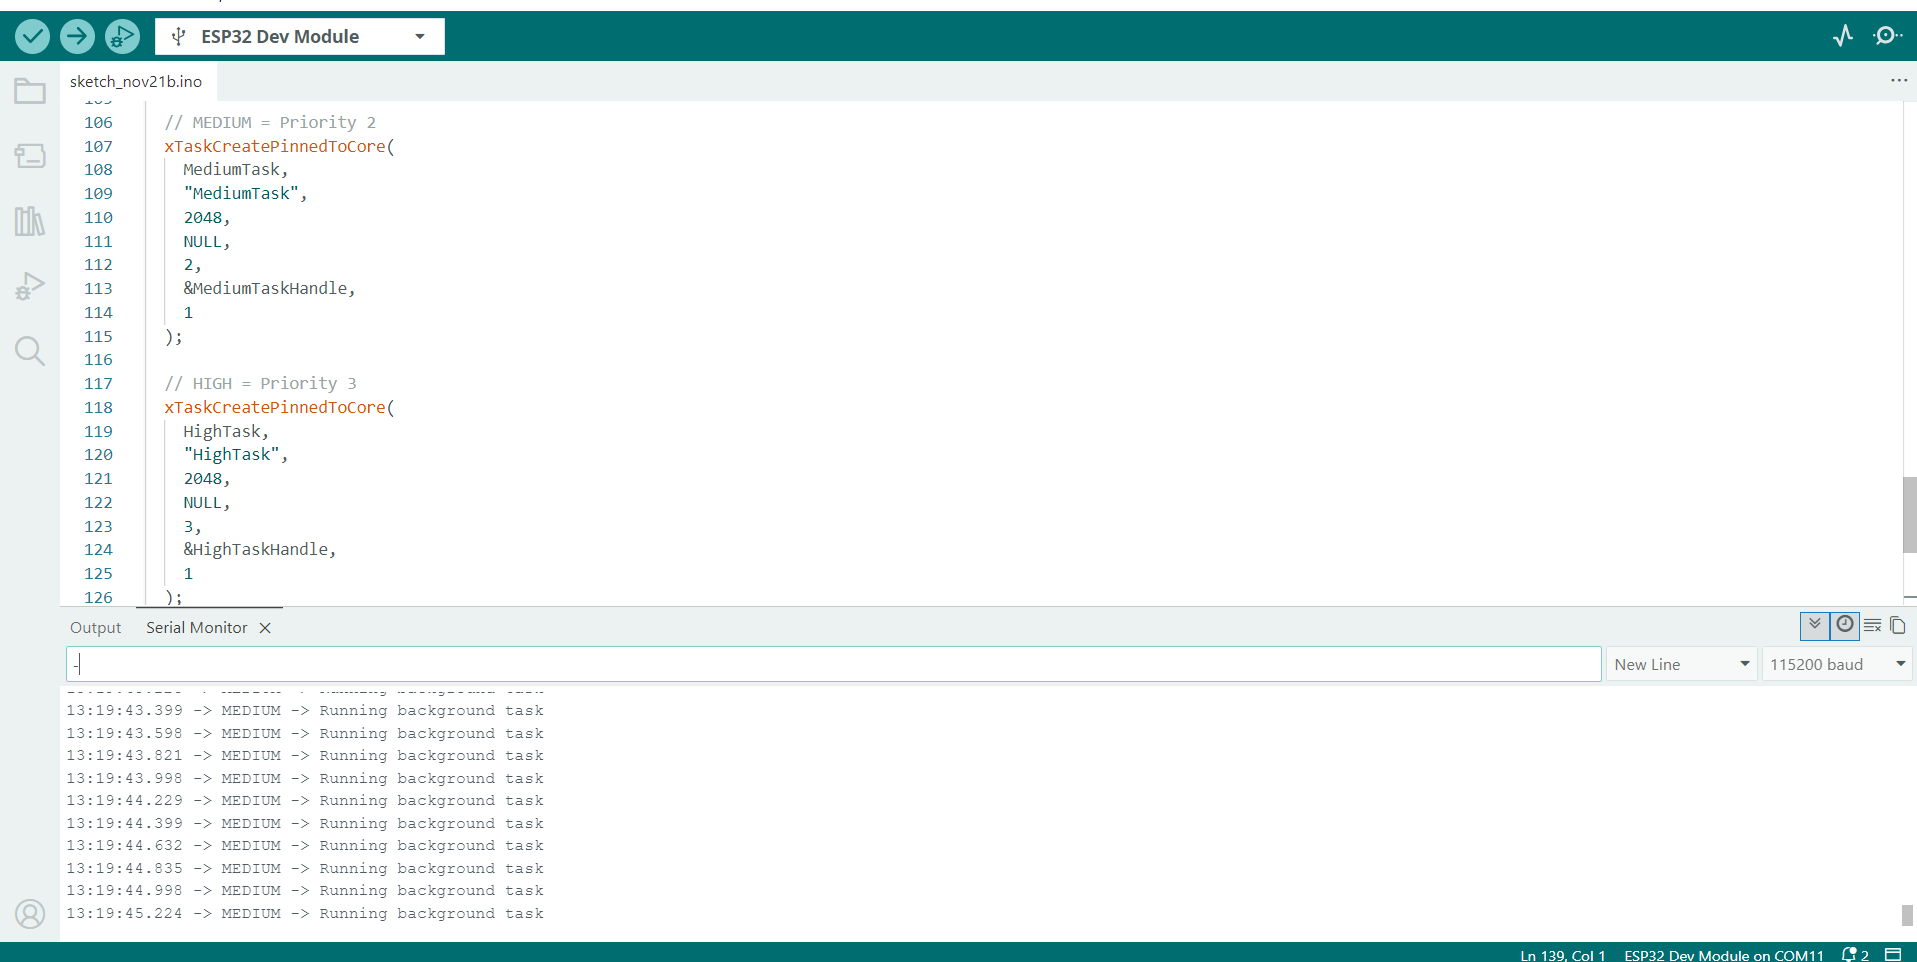 ESP32 Dev Module
sketch_nov21b.ino
106 // MEDIUM = Priority 2
107 xTaskCreatePinnedToCore(
108 MediumTask,
109 "MediumTask",
110 2048,
111 NULL,
112 2,
113 &MediumTaskHandle,
114 1
115 );
116
117 // HIGH = Priority 3
118 xTaskCreatePinnedToCore(
119 HighTask,
120 "HighTask",
121 2048,
122 NULL,
123 3,
124 &HighTaskHandle,
125 1
126 );
Output Serial Monitor
-
New Line 115200 baud
13:19:43.399 -> MEDIUM -> Running background task
13:19:43.598 -> MEDIUM -> Running background task
13:19:43.821 -> MEDIUM -> Running background task
13:19:43.998 -> MEDIUM -> Running background task
13:19:44.229 -> MEDIUM -> Running background task
13:19:44.399 -> MEDIUM -> Running background task
13:19:44.632 -> MEDIUM -> Running background task
13:19:44.835 -> MEDIUM -> Running background task
13:19:44.998 -> MEDIUM -> Running background task
13:19:45.224 -> MEDIUM -> Running background task
Ln 139, Col 1 ESP32 Dev Module on COM11 2